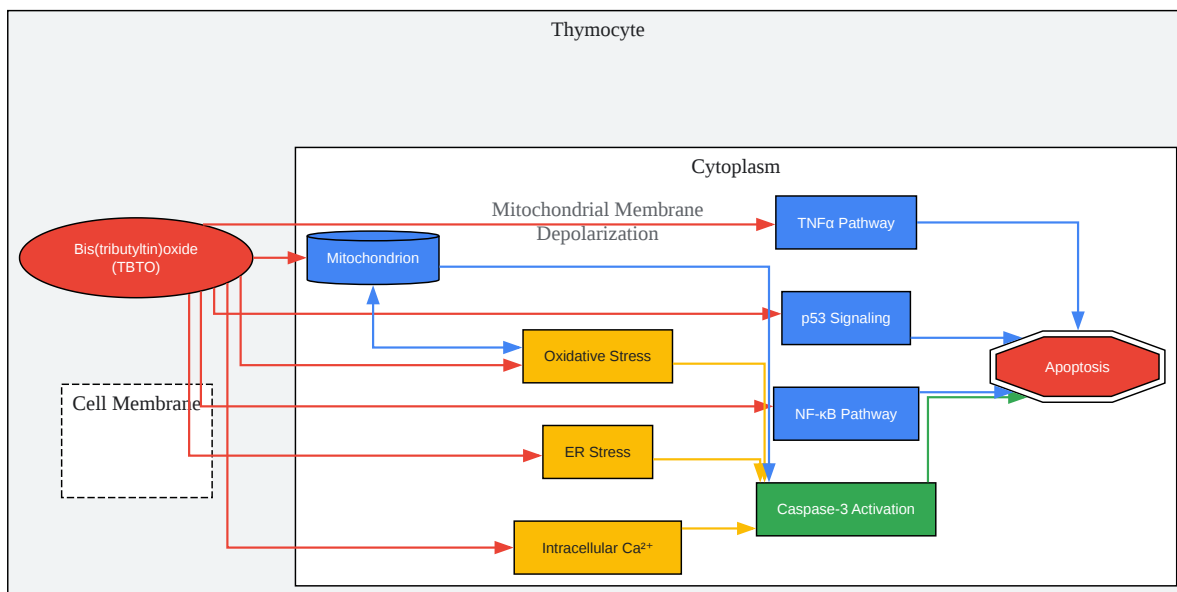 Thymocyte
Cytoplasm
Mitochondrial Membrane
Depolarization
TNFα Pathway
Bis(tributyltin)oxide
(TBTO)
Mitochondrion
p53 Signaling
Oxidative Stress
Apoptosis
Cell Membrane
NF-κB Pathway
ER Stress
Caspase-3 Activation
Intracellular Ca²⁺